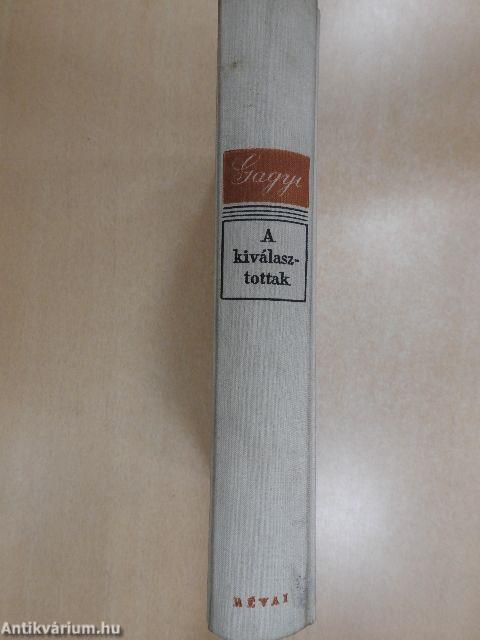 Gagyi
A
kiválasz-
tottak
RÉVAI
Antikvárium.hu